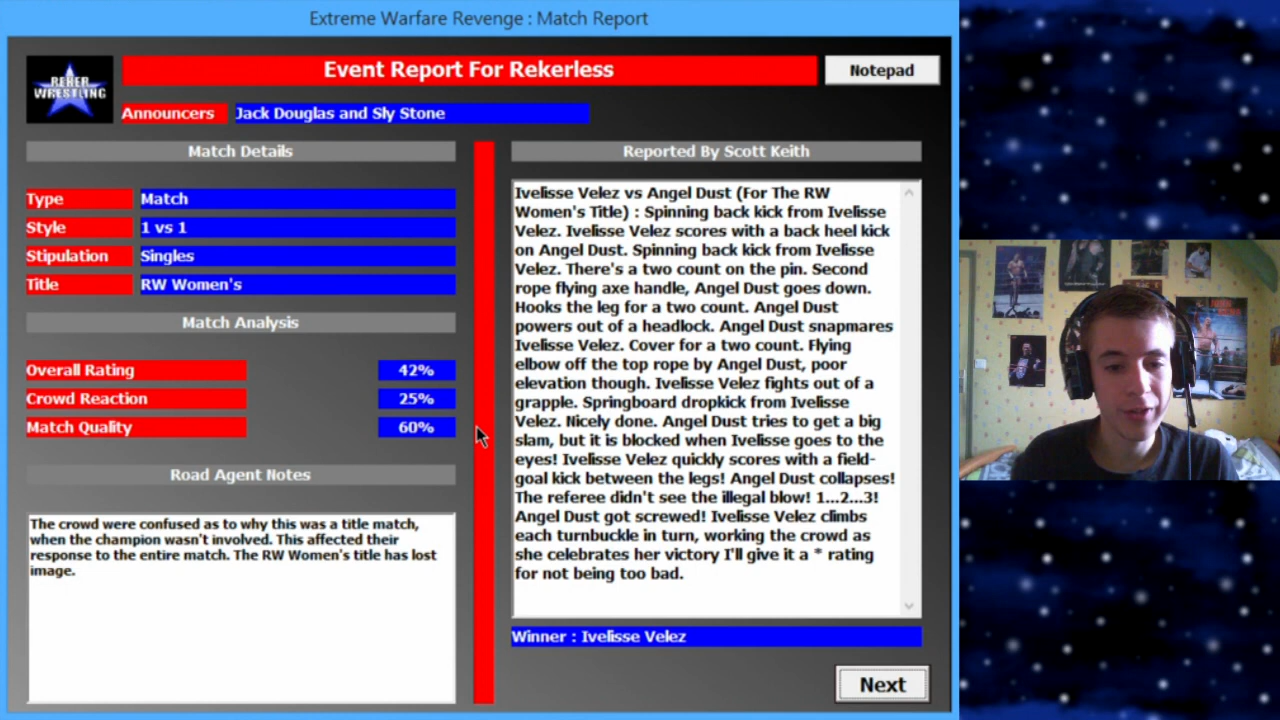 Extreme Warfare Revenge : Match Report
REKER
WRESTLING
Event Report For Rekerless
Notepad
Announcers
Jack Douglas and Sly Stone
Match Details
Type
Match
Style
1 vs 1
Stipulation
Singles
Title
RW Women's
Match Analysis
Overall Rating
42%
Crowd Reaction
25%
Match Quality
60%
Road Agent Notes
The crowd were confused as to why this was a title match,
when the champion wasn't involved. This affected their
response to the entire match. The RW Women's title has lost
image.
Reported By Scott Keith
Ivelisse Velez vs Angel Dust (For The RW
Women's Title) : Spinning back kick from Ivelisse
Velez. Ivelisse Velez scores with a back heel kick
on Angel Dust. Spinning back kick from Ivelisse
Velez. There's a two count on the pin. Second
rope flying axe handle, Angel Dust goes down.
Hooks the leg for a two count. Angel Dust
powers out of a headlock. Angel Dust snapmares
Ivelisse Velez. Cover for a two count. Flying
elbow off the top rope by Angel Dust, poor
elevation though. Ivelisse Velez fights out of a
grapple. Springboard dropkick from Ivelisse
Velez. Nicely done. Angel Dust tries to get a big
slam, but it is blocked when Ivelisse goes to the
eyes! Ivelisse Velez quickly scores with a field-
goal kick between the legs! Angel Dust collapses!
The referee didn't see the illegal blow! 1...2...3!
Angel Dust got screwed! Ivelisse Velez climbs
each turnbuckle in turn, working the crowd as
she celebrates her victory I'll give it a * rating
for not being too bad.
Winner : Ivelisse Velez
Next